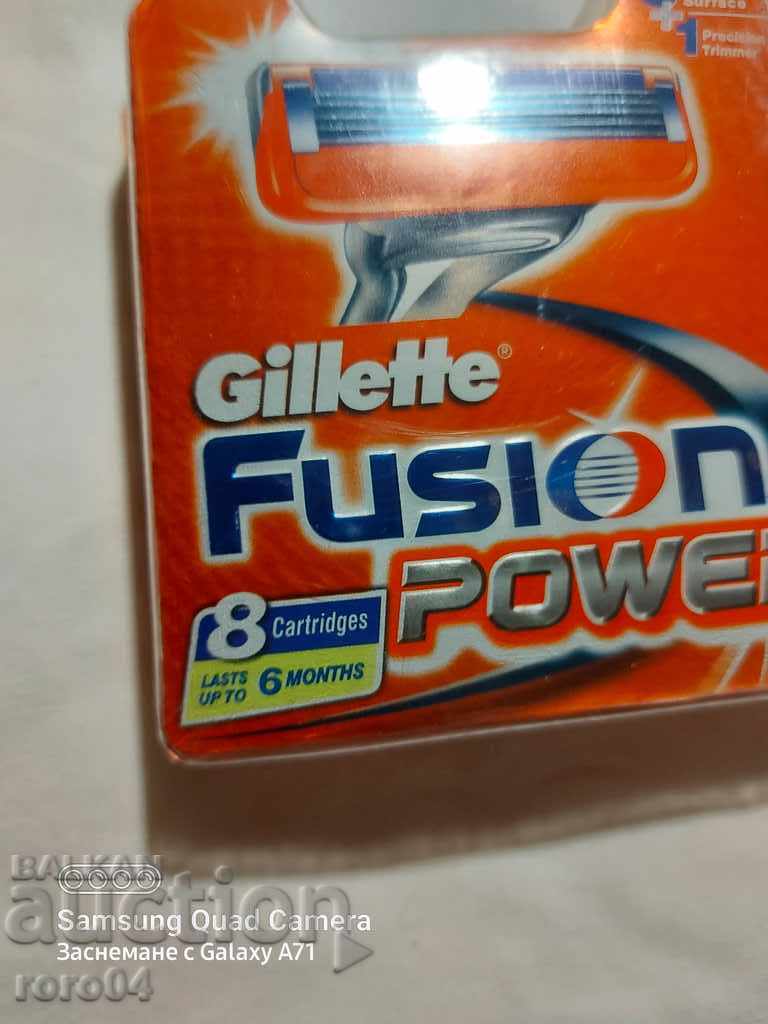 Surface
+1 Precision
Trimmer
Gillette®
FUSION
POWER
8 Cartridges
LASTS
UP TO 6 MONTHS
BALKAN
auction
Samsung Quad Camera
Заснемане с Galaxy A71
roro04